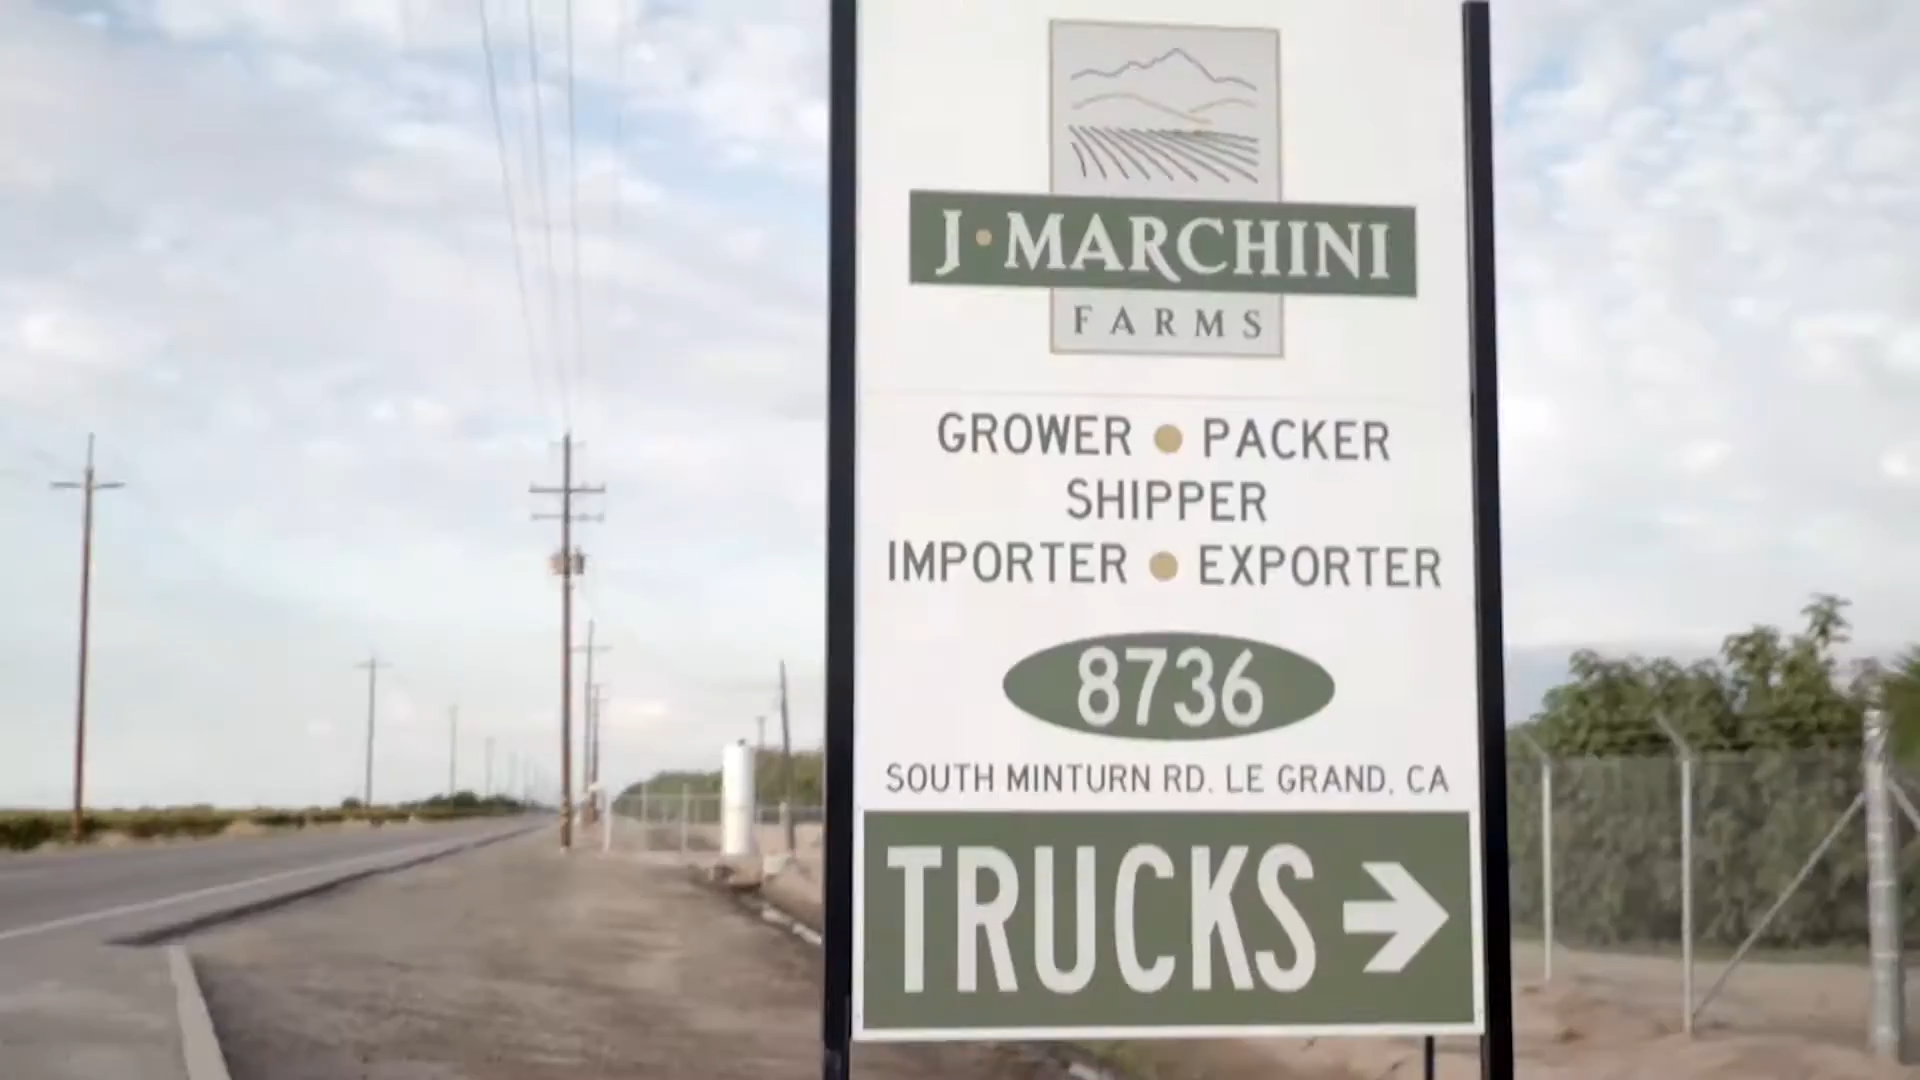 J • MARCHINI
FARMS
GROWER • PACKER
SHIPPER
IMPORTER • EXPORTER
8736
SOUTH MINTURN RD. LE GRAND, CA
TRUCKS →